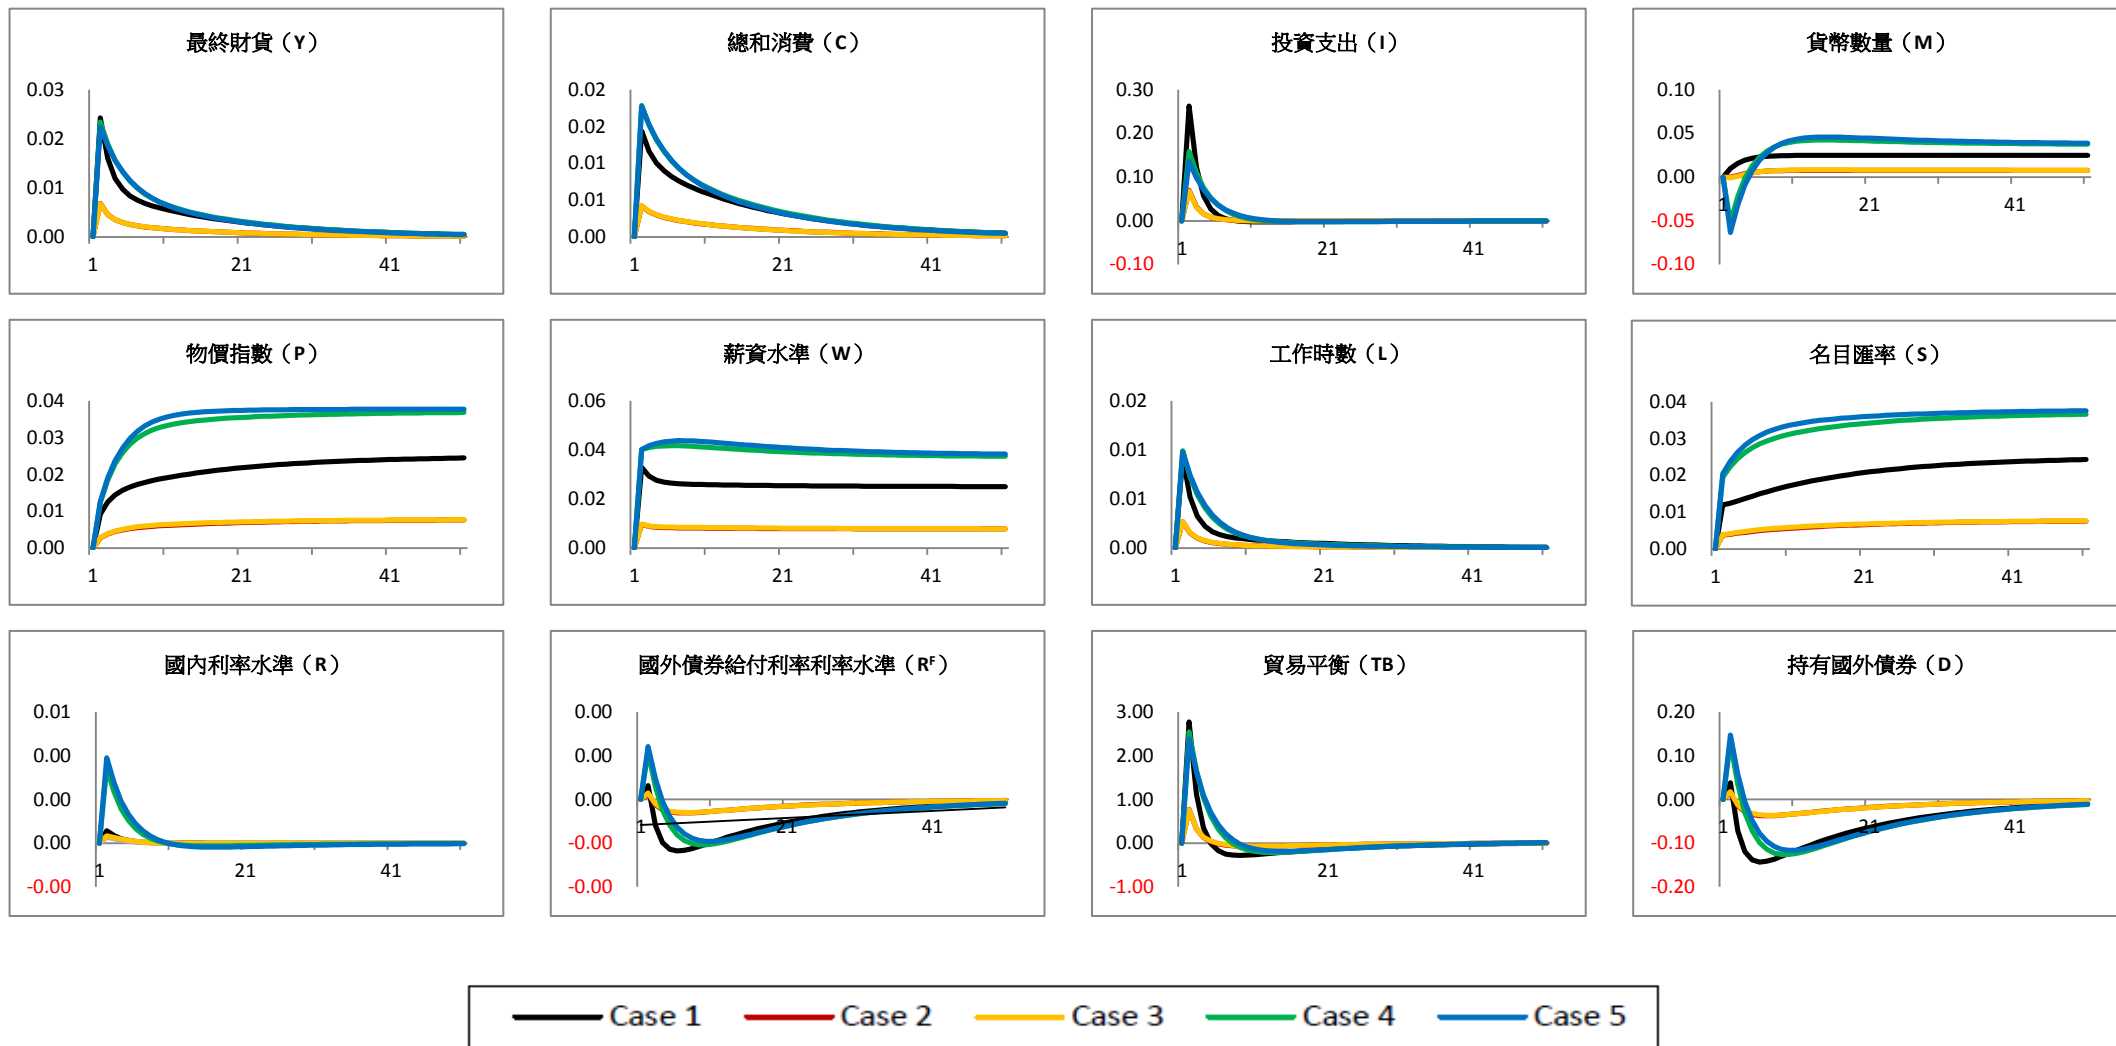 最終財貨（Y）
0.03
0.02
0.01
0.00
1 21 41
總和消費（C）
0.02
0.02
0.01
0.01
0.00
1 21 41
投資支出（I）
0.30
0.20
0.10
0.00
-0.10
1 21 41
貨幣數量（M）
0.10
0.05
0.00
-0.05
-0.10
1 21 41
物價指數（P）
0.04
0.03
0.02
0.01
0.00
1 21 41
薪資水準（W）
0.06
0.04
0.02
0.00
1 21 41
工作時數（L）
0.02
0.01
0.01
0.00
1 21 41
名目匯率（S）
0.04
0.03
0.02
0.01
0.00
1 21 41
國內利率水準（R）
0.01
0.00
0.00
0.00
-0.00
1 21 41
國外債券給付利率利率水準（Rᶠ）
0.00
0.00
0.00
-0.00
-0.00
1 21 41
貿易平衡（TB）
3.00
2.00
1.00
0.00
-1.00
1 21 41
持有國外債券（D）
0.20
0.10
0.00
-0.10
-0.20
1 21 41
Case 1 Case 2 Case 3 Case 4 Case 5